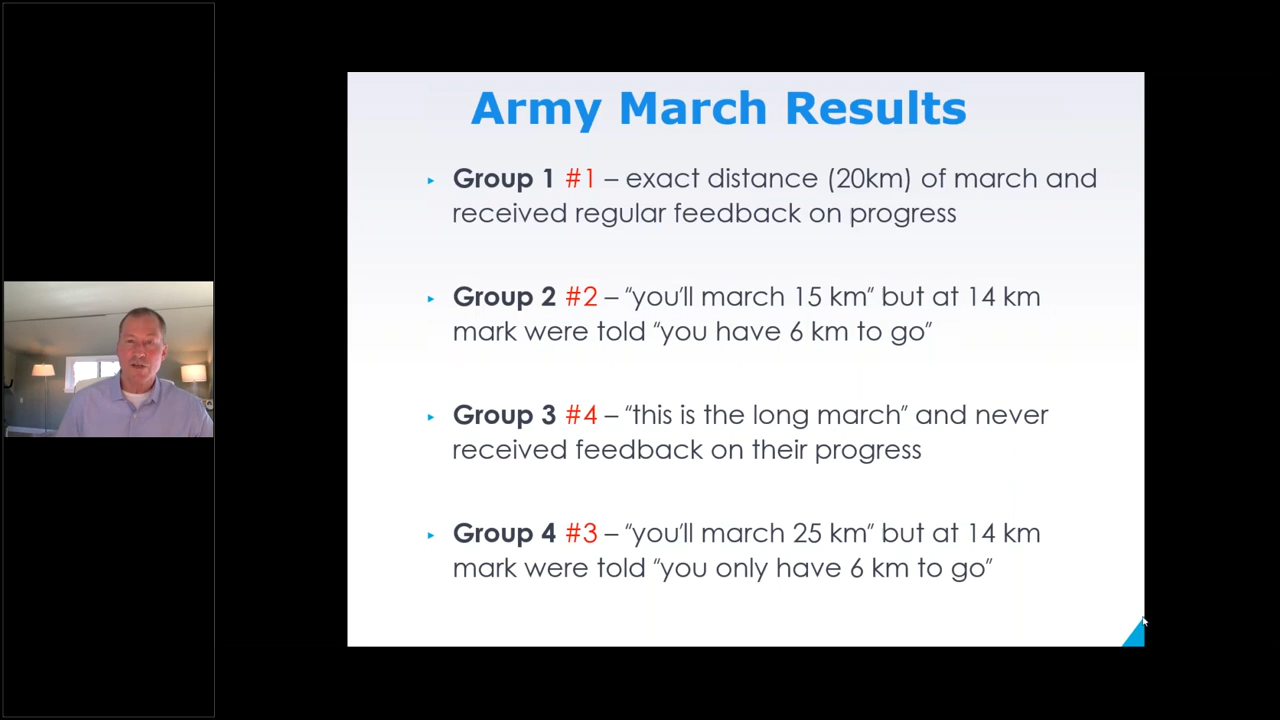 Army March Results
Group 1 #1 – exact distance (20km) of march and
received regular feedback on progress
Group 2 #2 – "you'll march 15 km" but at 14 km
mark were told "you have 6 km to go"
Group 3 #4 – "this is the long march" and never
received feedback on their progress
Group 4 #3 – "you'll march 25 km" but at 14 km
mark were told "you only have 6 km to go"